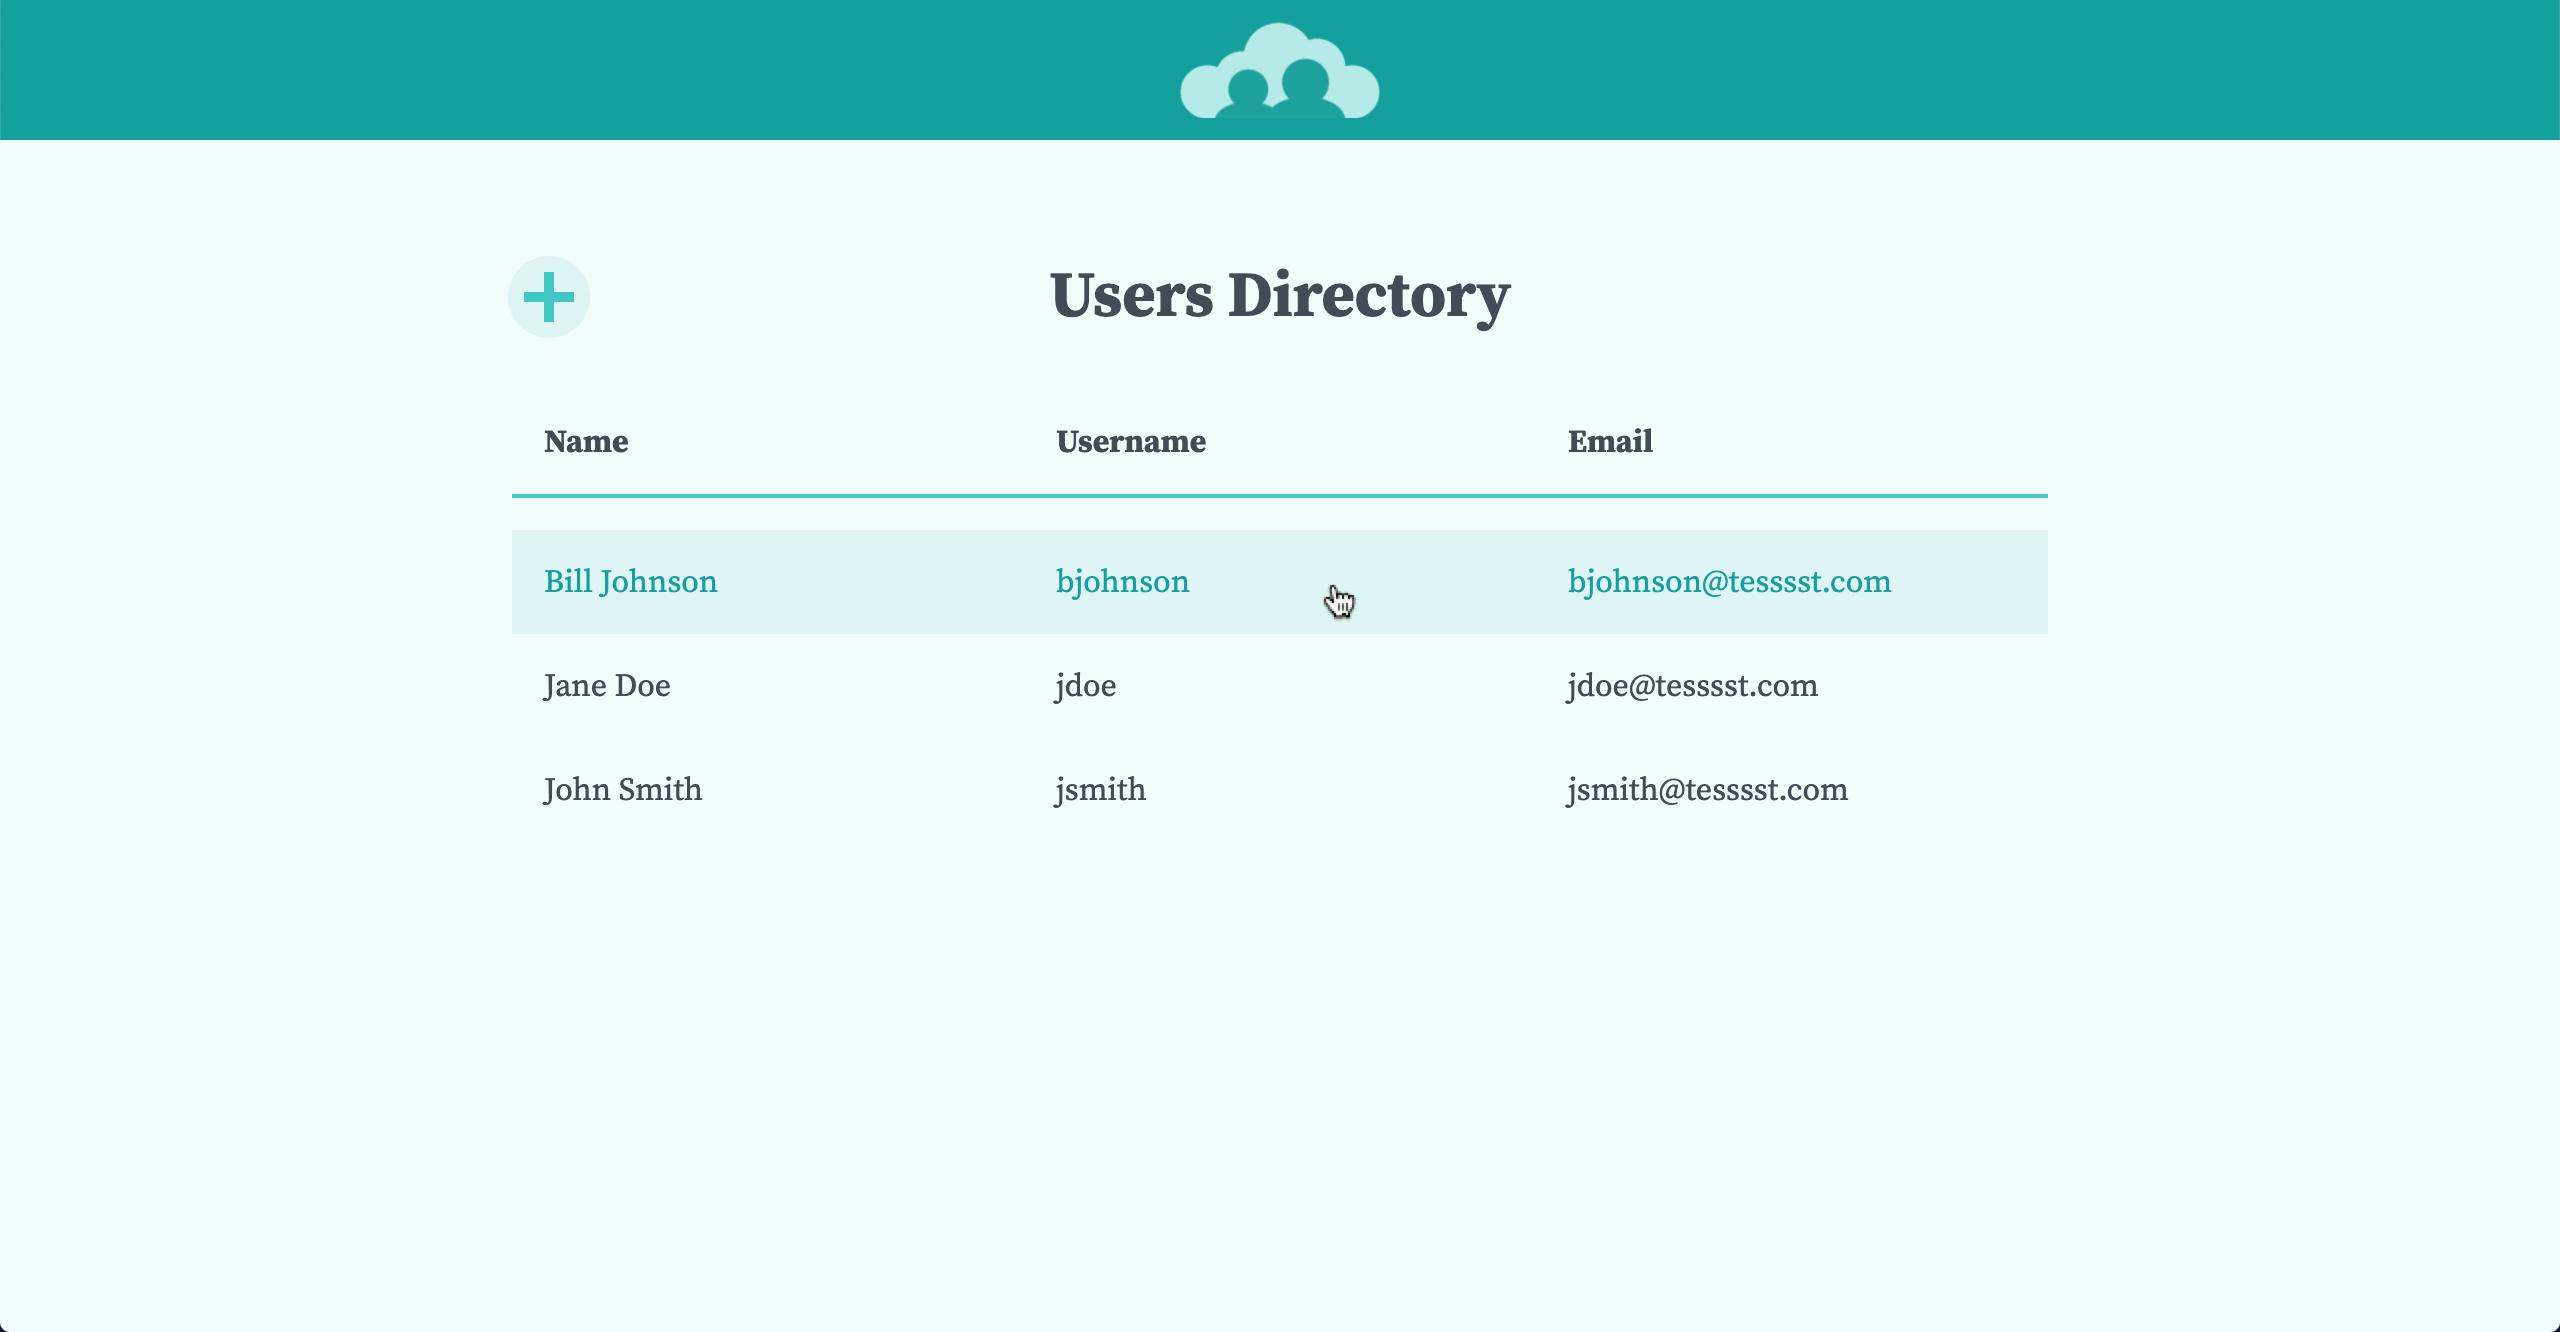 Users Directory
Name Username Email
Bill Johnson bjohnson bjohnson@tesssst.com
Jane Doe jdoe jdoe@tesssst.com
John Smith jsmith jsmith@tesssst.com